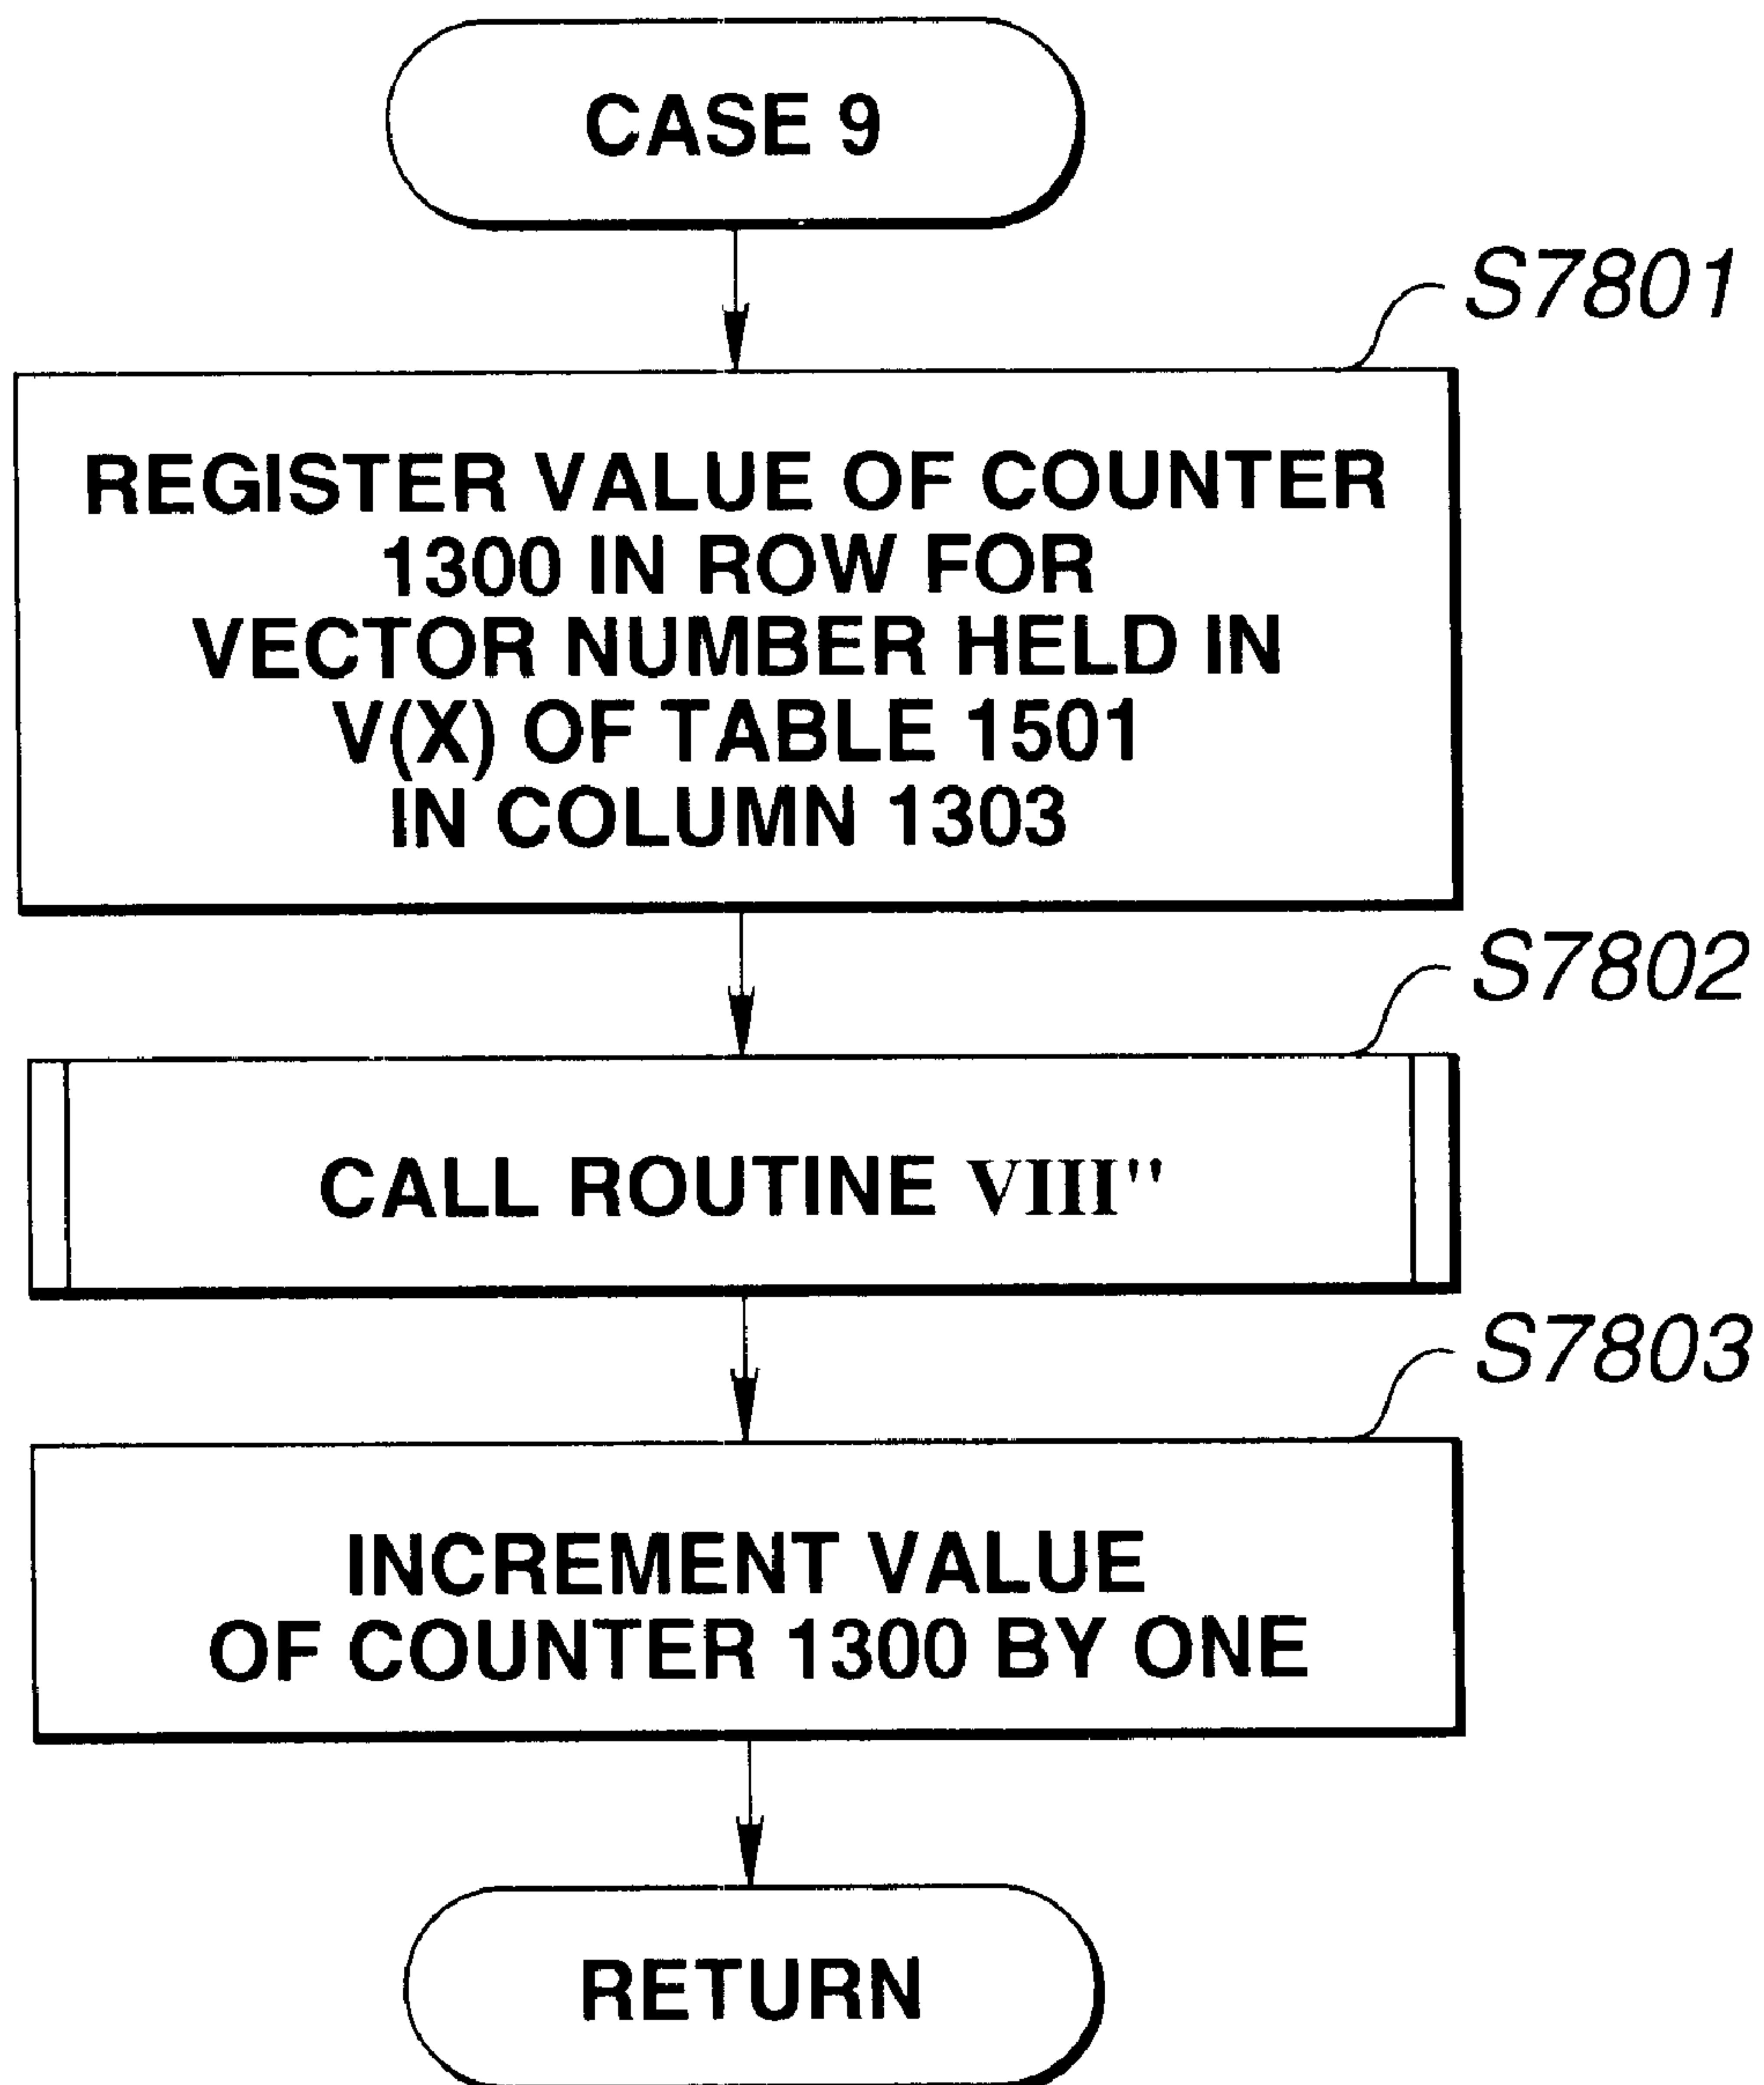 CASE 9
S7801
REGISTER VALUE OF COUNTER
1300 IN ROW FOR
VECTOR NUMBER HELD IN
V(X) OF TABLE 1501
IN COLUMN 1303
S7802
CALL ROUTINE VIII"
S7803
INCREMENT VALUE
OF COUNTER 1300 BY ONE
RETURN